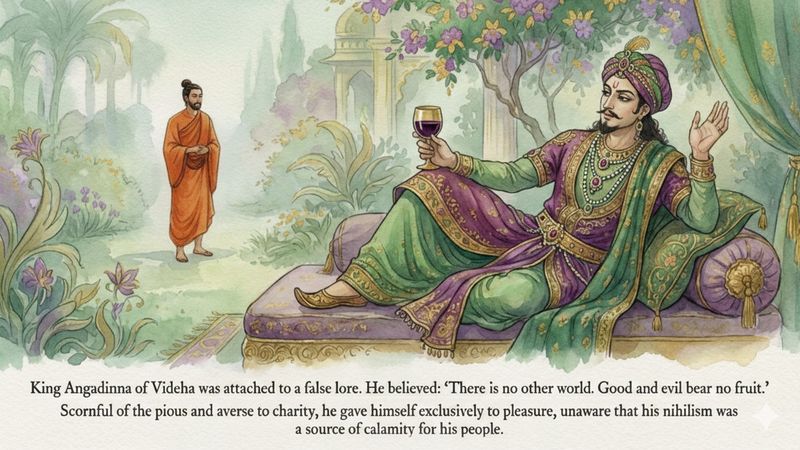 King Angadinna of Videha was attached to a false lore. He believed: ‘There is no other world. Good and evil bear no fruit.’
Scornful of the pious and averse to charity, he gave himself exclusively to pleasure, unaware that his nihilism was
a source of calamity for his people.